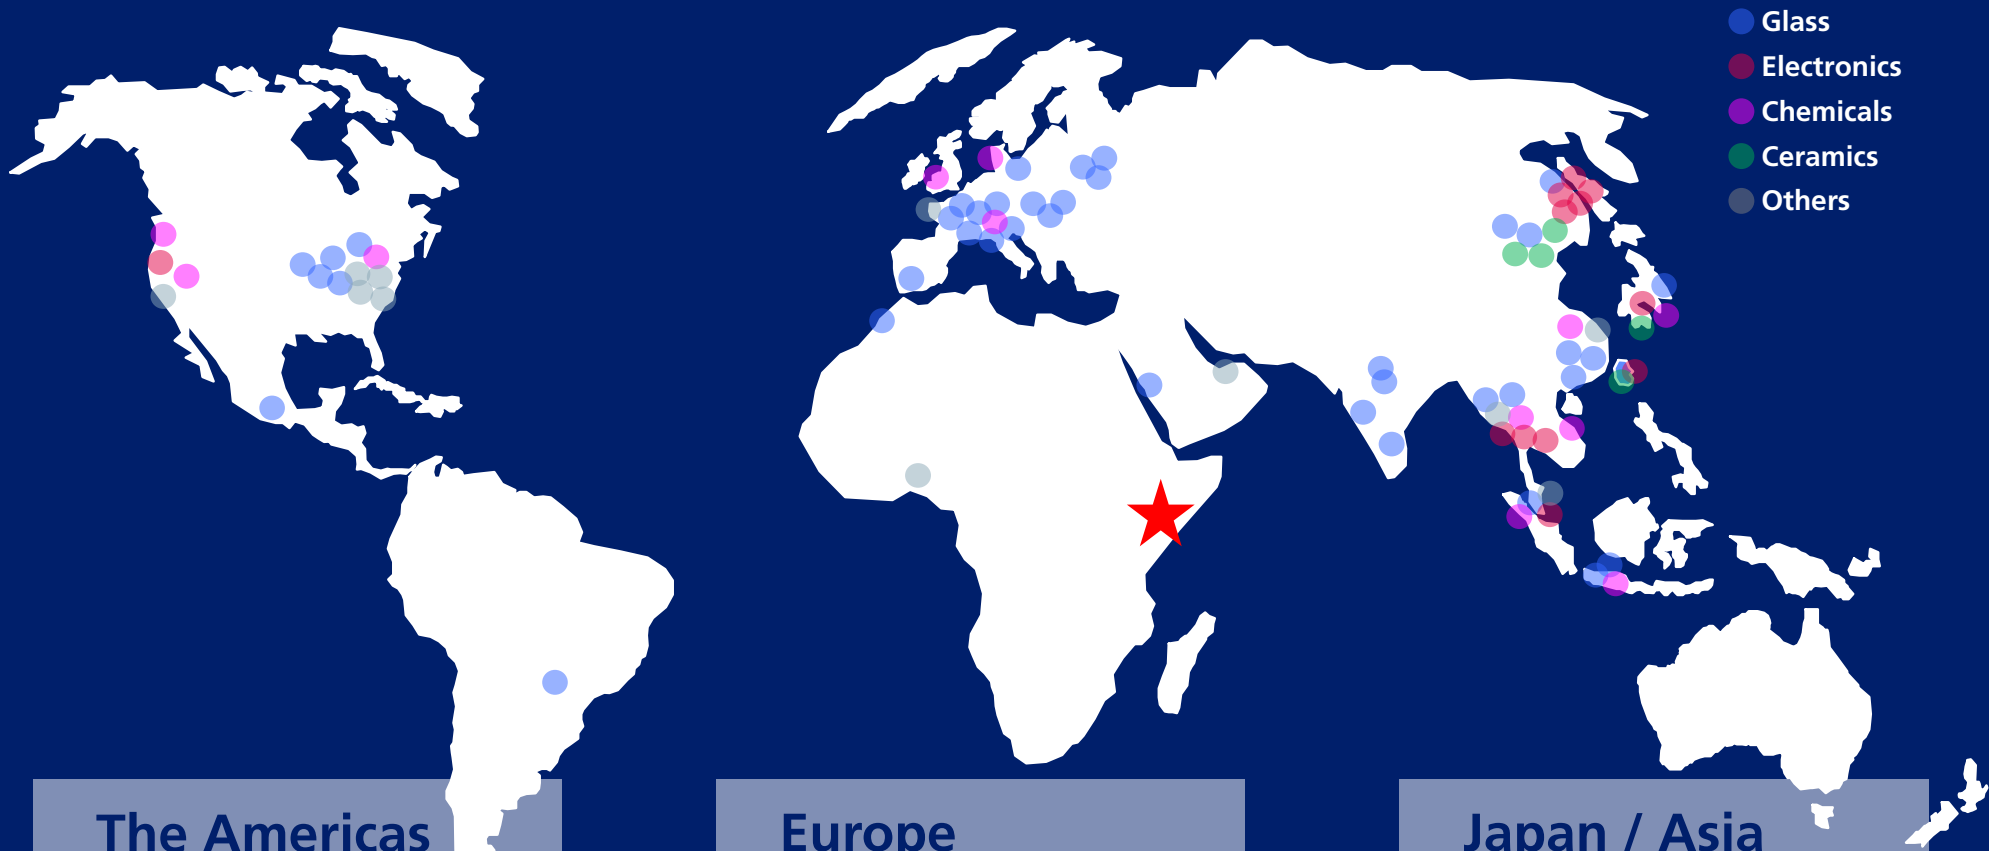 Glass
Electronics
Chemicals
Ceramics
Others
The Americas
Europe
Japan / Asia